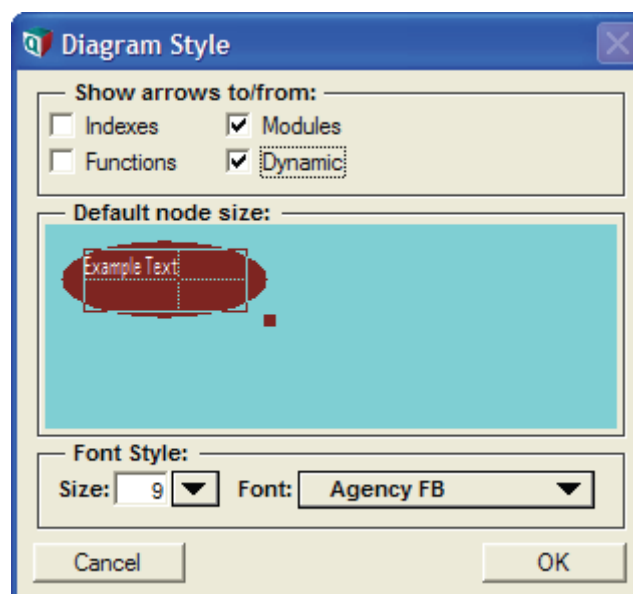 Diagram Style
Show arrows to/from:
Indexes Modules
Functions Dynamic
Default node size:
Example Text
Font Style:
Size: 9 Font: Agency FB
Cancel OK